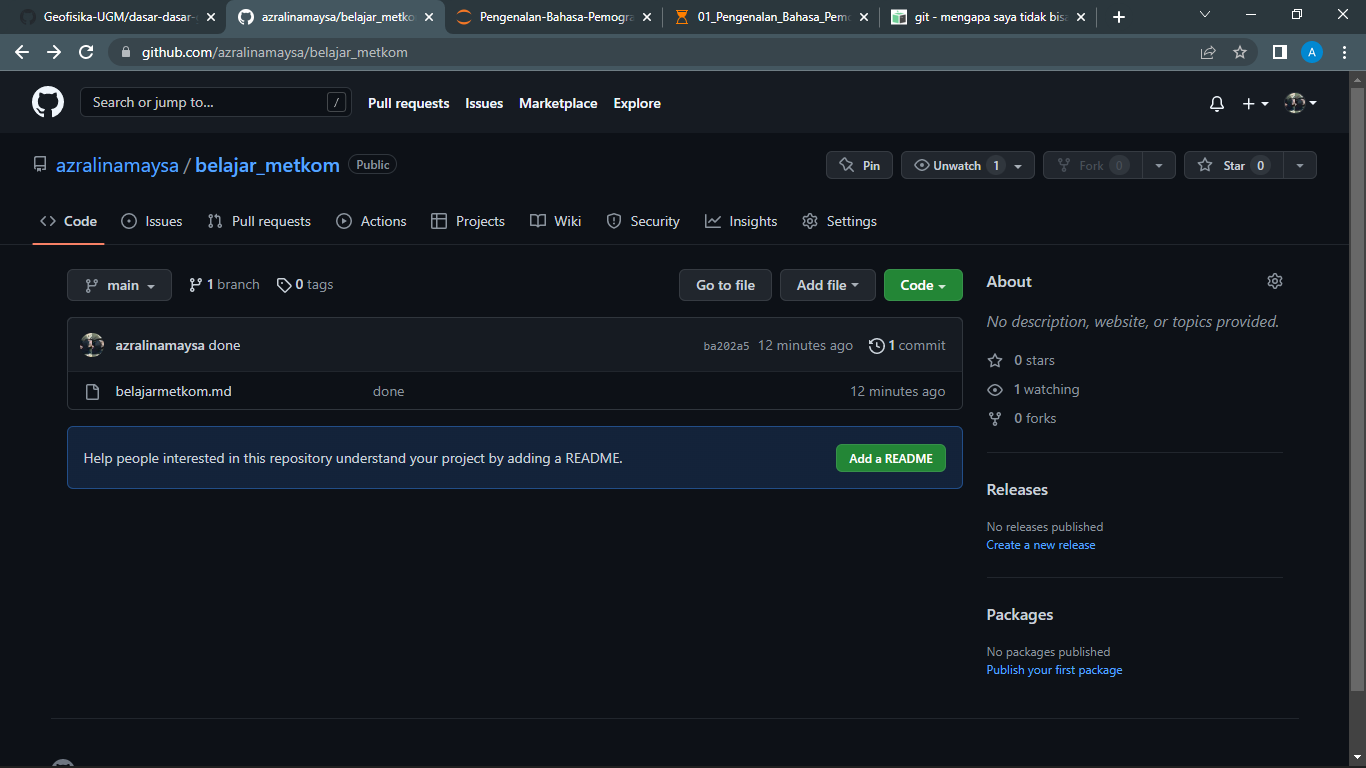 Geofisika-UGM/dasar-dasar- azralinamaysa/belajar_metko Pengenalan-Bahasa-Pemogra 01_Pengenalan_Bahasa_Pem git - mengapa saya tidak bisa
github.com/azralinamaysa/belajar_metkom A
Search or jump to... / Pull requests Issues Marketplace Explore
azralinamaysa / belajar_metkom Public Pin Unwatch 1 Fork 0 Star 0
Code Issues Pull requests Actions Projects Wiki Security Insights Settings
main 1 branch 0 tags Go to file Add file Code
azralinamaysa done ba202a5 12 minutes ago 1 commit
belajarmetkom.md done 12 minutes ago
Help people interested in this repository understand your project by adding a README. Add a README
About
No description, website, or topics provided.
0 stars
1 watching
0 forks
Releases
No releases published
Create a new release
Packages
No packages published
Publish your first package